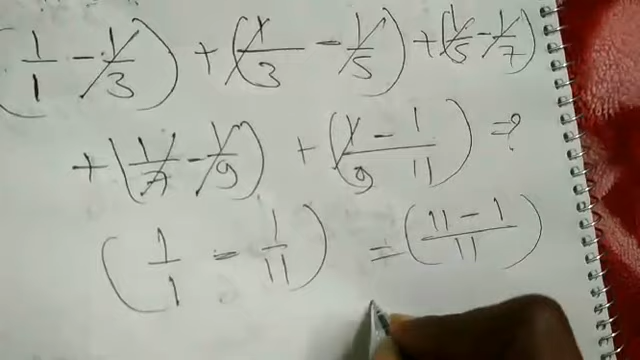 (1/1 - 1/3) + (1/3 - 1/5) + (1/5 - 1/7)
+ (1/7 - 1/9) + (1/9 - 1/11) = ?
(1/1 - 1/11) = (11 - 1/11)